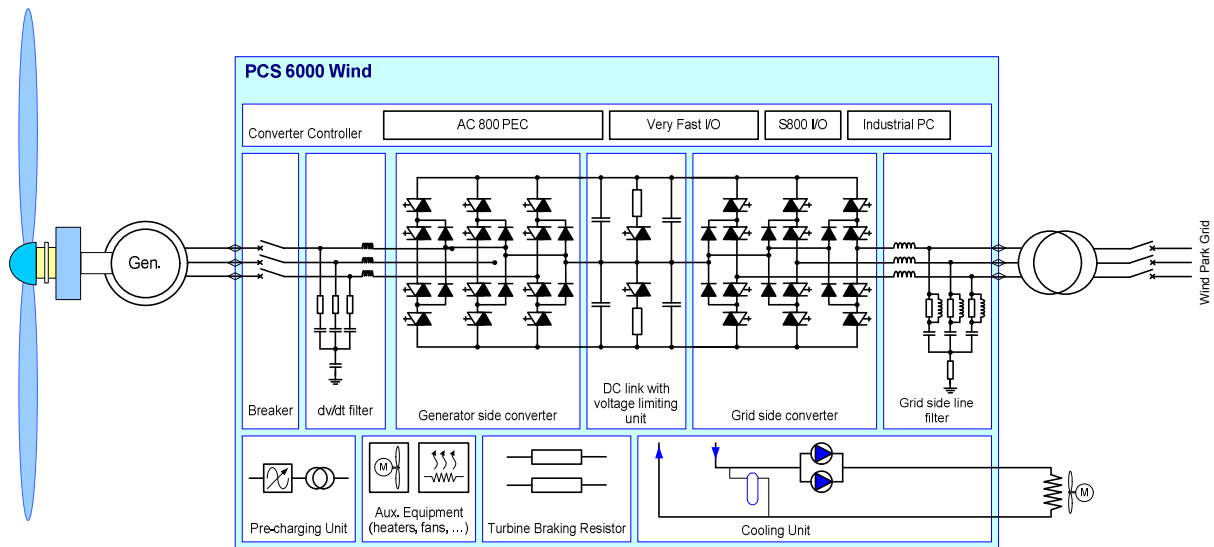 PCS 6000 Wind
Converter Controller
AC 800 PEC
Very Fast I/O
S800 I/O
Industrial PC
Gen.
Wind Park Grid
Breaker
dv/dt filter
Generator side converter
DC link with
voltage limiting
unit
Grid side converter
Grid side line
filter
Pre-charging Unit
M
Aux. Equipment
(heaters, fans, ...)
Turbine Braking Resistor
Cooling Unit
M